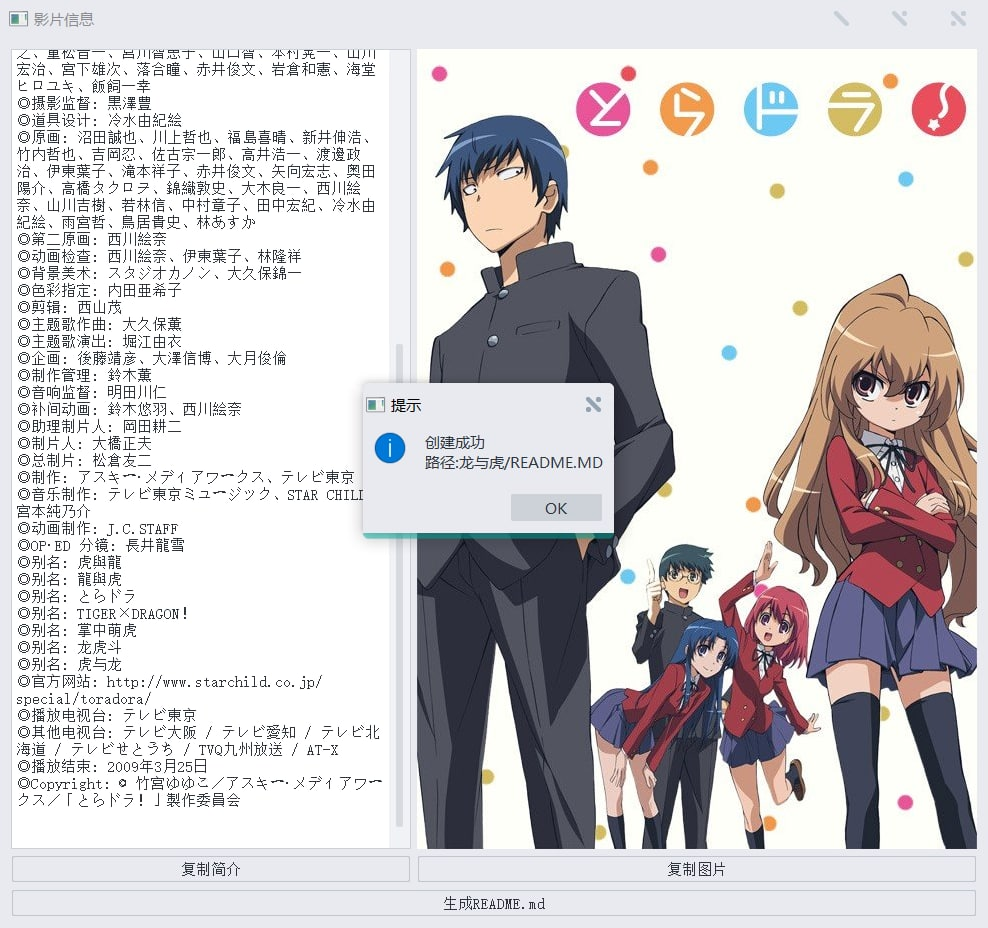 影片信息
之、重松晋一、宮川智恵子、山口智、本村晃一、山川
宏治、宮下雄次、落合瞳、赤井俊文、岩倉和憲、海堂
ヒロユキ、飯飼一幸
◎摄影监督: 黒澤豊
◎道具设计: 冷水由紀絵
◎原画: 沼田誠也、川上哲也、福島喜晴、新井伸浩、
竹内哲也、吉岡忍、佐古宗一郎、高井浩一、渡邊政
治、伊東葉子、滝本祥子、赤井俊文、矢向宏志、奥田
陽介、高橋タクロヲ、錦織敦史、大木良一、西川絵
奈、山川吉樹、若林信、中村章子、田中宏紀、冷水由
紀絵、雨宮哲、鳥居貴史、林あすか
◎第二原画: 西川絵奈
◎动画检查: 西川絵奈、伊東葉子、林隆祥
◎背景美术: スタジオカノン、大久保錦一
◎色彩指定: 内田亜希子
◎剪辑: 西山茂
◎主题歌作曲: 大久保薫
◎主题歌演出: 堀江由衣
◎企画: 後藤靖彦、大澤信博、大月俊倫
◎制作管理: 鈴木薫
◎音响监督: 明田川仁
◎补间动画: 鈴木悠羽、西川絵奈
◎助理制片人: 岡田耕二
◎制片人: 大橋正夫
◎总制片: 松倉友二
◎制作: アスキー・メディアワークス、テレビ東京
◎音乐制作: テレビ東京ミュージック、STAR CHILD
宮本純乃介
◎动画制作: J.C.STAFF
◎OP·ED 分镜: 長井龍雪
◎别名: 虎與龍
◎别名: 龍與虎
◎别名: とらドラ
◎别名: TIGER×DRAGON!
◎别名: 掌中萌虎
◎别名: 龙虎斗
◎别名: 虎与龙
◎官方网站: http://www.starchild.co.jp/
special/toradora/
◎播放电视台: テレビ東京
◎其他电视台: テレビ大阪 / テレビ愛知 / テレビ北
海道 / テレビせとうち / TVQ九州放送 / AT-X
◎播放结束: 2009年3月25日
◎Copyright: © 竹宮ゆゆこ／アスキー・メディアワー
クス／「とらドラ！」製作委員会
とらドラ!
提示
创建成功
路径:龙与虎/README.MD
OK
复制简介
复制图片
生成README.md